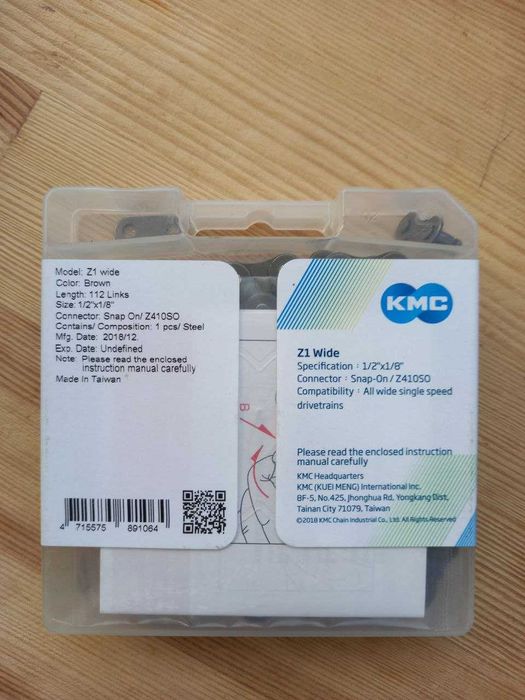 Model: Z1 wide
Color: Brown
Length: 112 Links
Size: 1/2"x1/8"
Connector: Snap On/ Z410SO
Contains/ Composition: 1 pcs/ Steel
Mfg. Date: 2018/12.
Exp. Date: Undefined
Note: Please read the enclosed
instruction manual carefully
Made In Taiwan
4 715575 891064
B
KMC
Z1 Wide
Specification : 1/2"x1/8"
Connector : Snap-On / Z410SO
Compatibility : All wide single speed
drivetrains
Please read the enclosed instruction
manual carefully
KMC Headquarters
KMC (KUEI MENG) International Inc.
8F-5, No.425, Jhonghua Rd, Yongkang Dist,
Tainan City 71079, Taiwan
©2018 KMC Chain Industrial Co., Ltd. All Rights Reserved